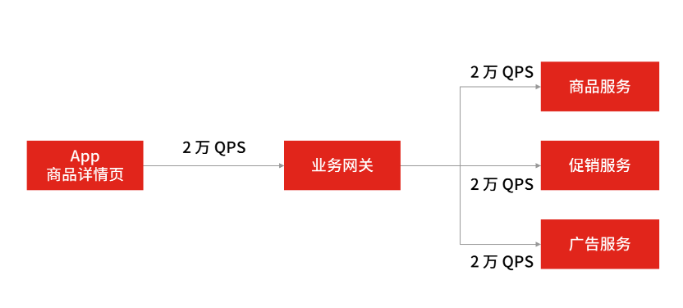 App
商品详情页
2 万 QPS
业务网关
2 万 QPS
商品服务
2 万 QPS
促销服务
2 万 QPS
广告服务